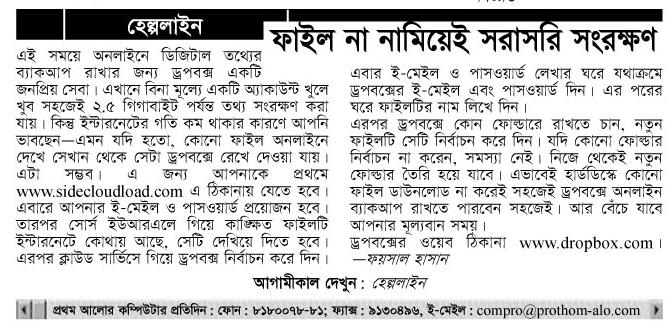 হেল্পলাইন
ফাইল না নামিয়েই সরাসরি সংরক্ষণ
এই সময়ে অনলাইনে ডিজিটাল তথ্যের
ব্যাকআপ রাখার জন্য ড্রপবক্স একটি
জনপ্রিয় সেবা। এখানে বিনা মূল্যে একটি অ্যাকাউন্ট খুলে
খুব সহজেই ২.৫ গিগাবাইট পর্যন্ত তথ্য সংরক্ষণ করা
যায়। কিন্তু ইন্টারনেটের গতি কম থাকার কারণে আপনি
ভাবছেন—এমন যদি হতো, কোনো ফাইল অনলাইনে
দেখে সেখান থেকে সেটা ড্রপবক্সে রেখে দেওয়া যায়।
এটা সম্ভব। এ জন্য আপনাকে প্রথমে
www.sidecloudload.com এ ঠিকানায় যেতে হবে।
এবারে আপনার ই-মেইল ও পাসওয়ার্ড প্রয়োজন হবে।
তারপর সোর্স ইউআরএলে গিয়ে কাঙ্ক্ষিত ফাইলটি
ইন্টারনেটে কোথায় আছে, সেটি দেখিয়ে দিতে হবে।
এরপর ক্লাউড সার্ভিসে গিয়ে ড্রপবক্স নির্বাচন করে দিন।
এবার ই-মেইল ও পাসওয়ার্ড লেখার ঘরে যথাক্রমে
ড্রপবক্সের ই-মেইল এবং পাসওয়ার্ড দিন। এর পরের
ঘরে ফাইলটির নাম লিখে দিন।
এরপর ড্রপবক্সে কোন ফোল্ডারে রাখতে চান, নতুন
ফাইলটি সেটি নির্বাচন করে দিন। যদি কোনো ফোল্ডার
নির্বাচন না করেন, সমস্যা নেই। নিজে থেকেই নতুন
ফোল্ডার তৈরি হয়ে যাবে। এভাবেই হার্ডডিস্কে কোনো
ফাইল ডাউনলোড না করেই সহজেই ড্রপবক্সে অনলাইন
ব্যাকআপ রাখতে পারবেন সহজেই। আর বেঁচে যাবে
আপনার মূল্যবান সময়।
ড্রপবক্সের ওয়েব ঠিকানা www.dropbox.com।
—ফয়সাল হাসান
আগামীকাল দেখুন : হেল্পলাইন
প্রথম আলোর কম্পিউটার প্রতিদিন : ফোন : ৮১৮০০৭৮-৮১; ফ্যাক্স : ৯১৩০৪৯৬, ই-মেইল : compro@prothom-alo.com